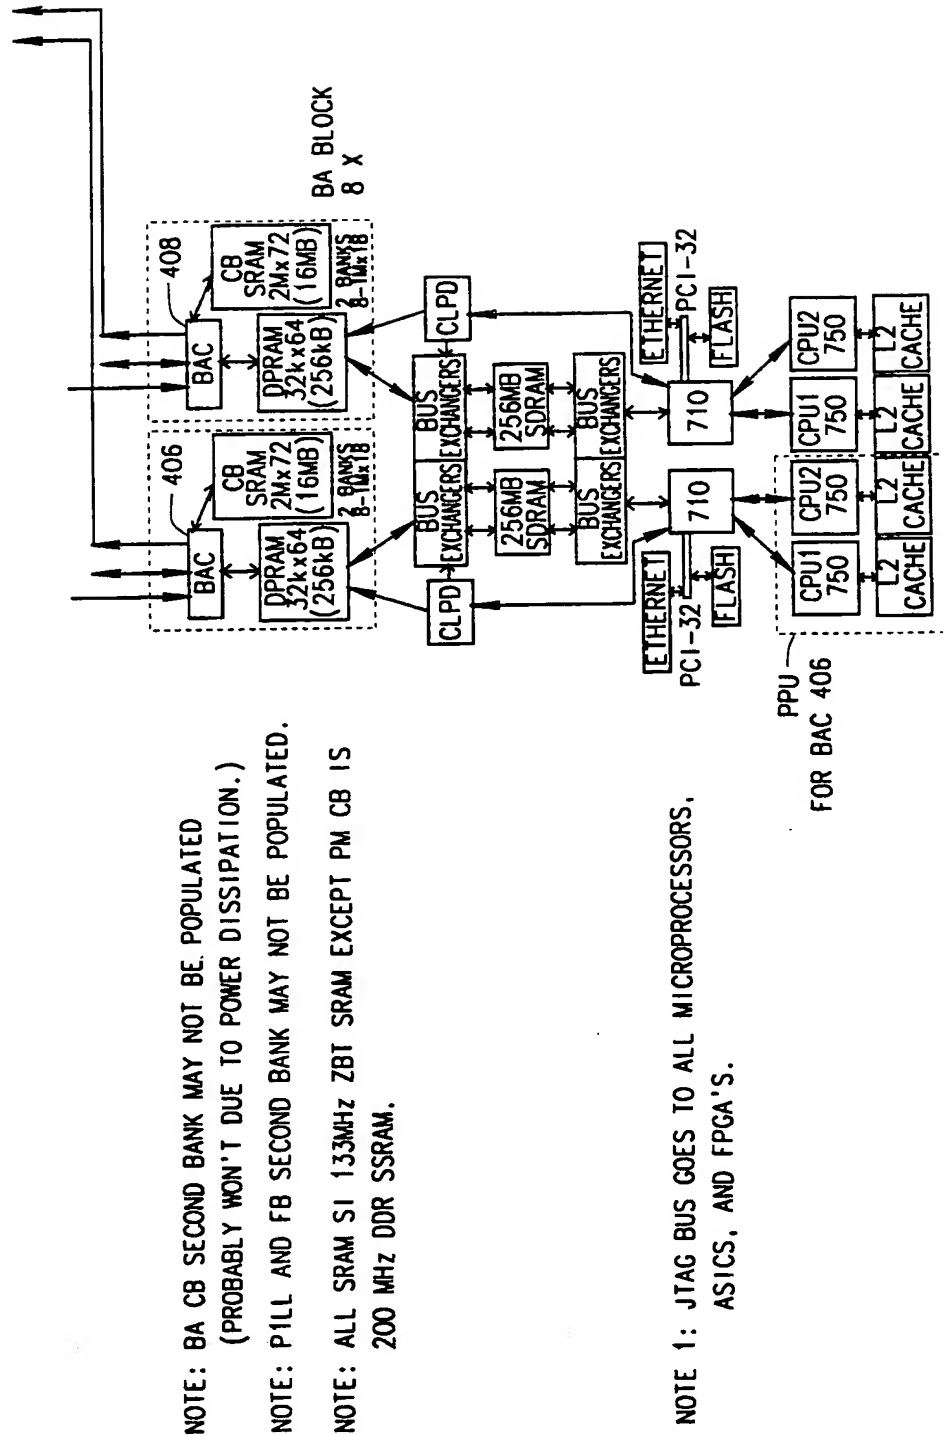 BA BLOCK
8 X
406
408
BAC
CB
SRAM
2Mx72
(16MB)
DPRAM
32kx64
(256kB)
2 BANKS
8-1Mx18
BAC
CB
SRAM
2Mx72
(16MB)
DPRAM
32kx64
(256kB)
2 BANKS
8-1Mx18
CLPD
BUS
EXCHANGERS
BUS
EXCHANGERS
CLPD
256MB
SDRAM
256MB
SDRAM
BUS
EXCHANGERS
BUS
EXCHANGERS
ETHERNET
PCI-32
FLASH
710
710
ETHERNET
PCI-32
FLASH
PPU
FOR BAC 406
CPU1
750
CPU2
750
CPU1
750
CPU2
750
L2
CACHE
L2
CACHE
L2
CACHE
L2
CACHE
NOTE: BA CB SECOND BANK MAY NOT BE POPULATED
(PROBABLY WON'T DUE TO POWER DISSIPATION.)
NOTE: P1LL AND FB SECOND BANK MAY NOT BE POPULATED.
NOTE: ALL SRAM SI 133MHz ZBT SRAM EXCEPT PM CB IS
200 MHz DDR SSRAM.
NOTE 1: JTAG BUS GOES TO ALL MICROPROCESSORS,
ASICS, AND FPGA'S.